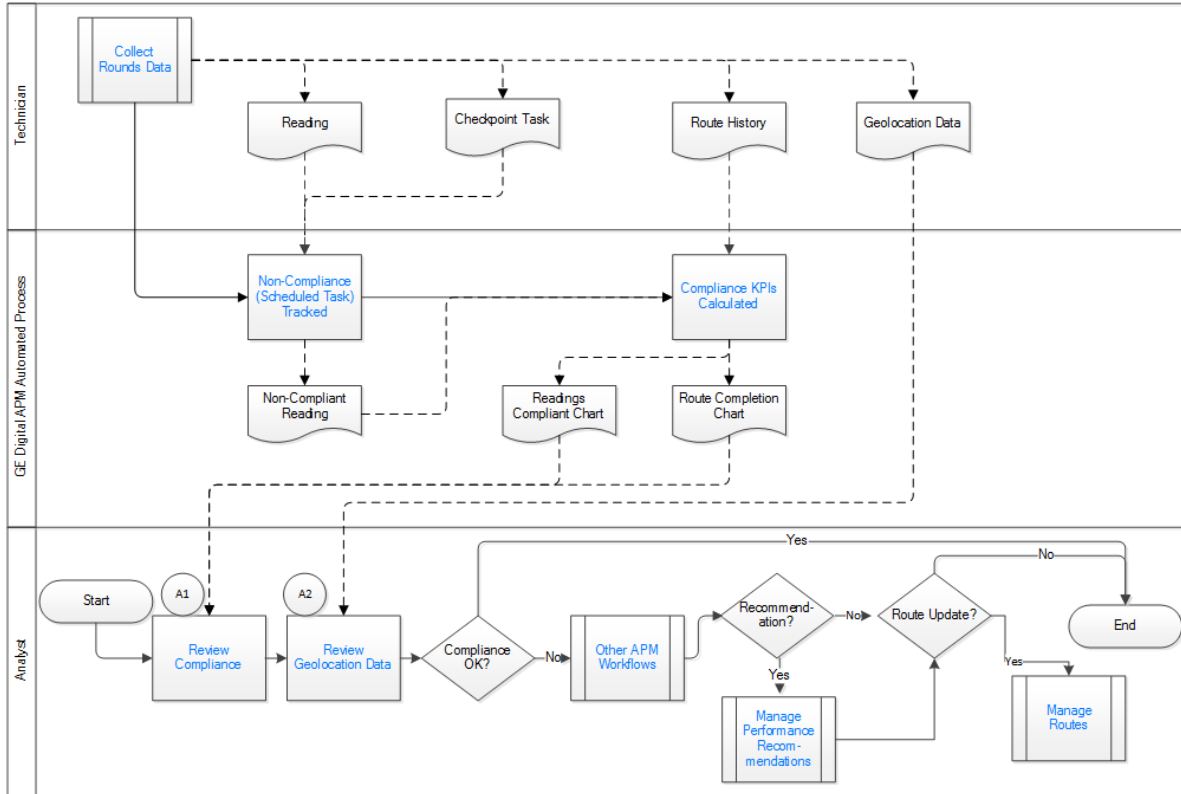 Technician
Collect
Rounds Data
Reading
Checkpoint Task
Route History
Geolocation Data
GE Digital APM Automated Process
Non-Compliance
(Scheduled Task)
Tracked
Compliance KPIs
Calculated
Non-Compliant
Reading
Readings
Compliant Chart
Route Completion
Chart
Analyst
Start
A1
Review
Compliance
A2
Review
Geolocation Data
Compliance
OK?
Yes
No
Other APM
Workflows
Recommend-
ation?
No
Yes
Manage
Performance
Recom-
mendations
Route Update?
No
Yes
Manage
Routes
End